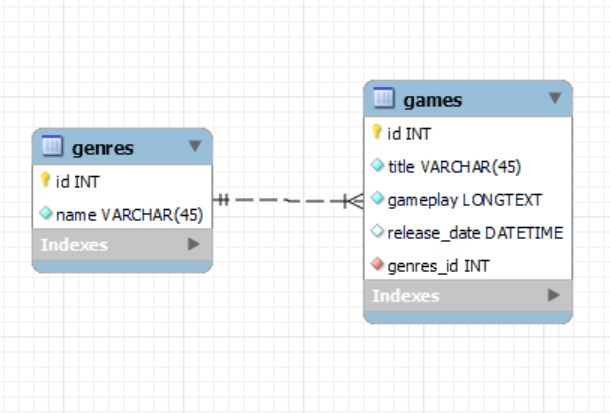 genres
id INT
name VARCHAR(45)
Indexes
games
id INT
title VARCHAR(45)
gameplay LONGTEXT
release_date DATETIME
genres_id INT
Indexes